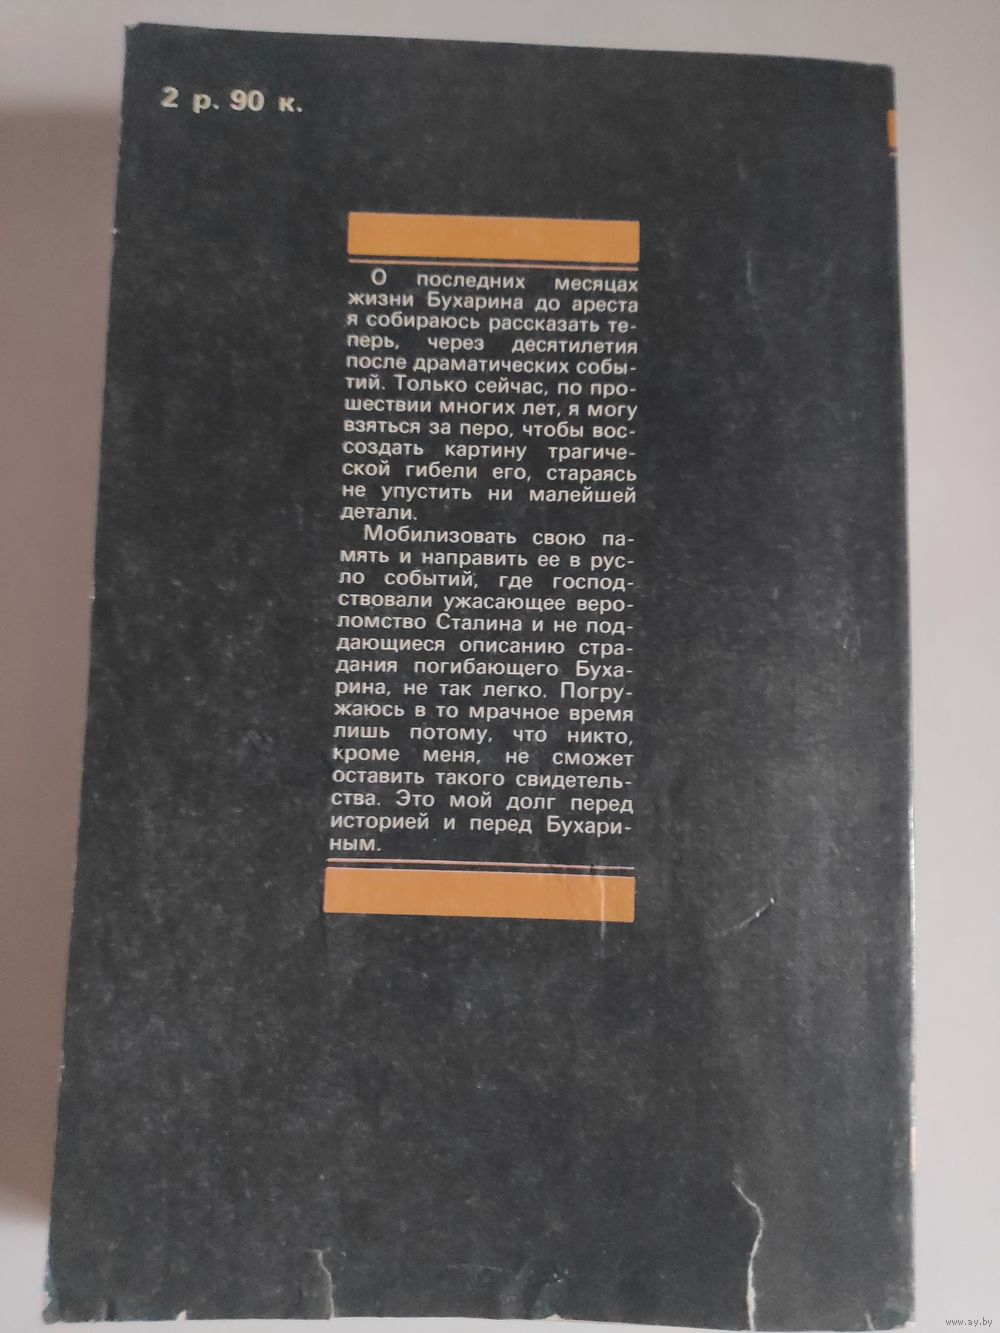 2 р. 90 к.
О последних месяцах
жизни Бухарина до ареста
я собираюсь рассказать те-
перь, через десятилетия
после драматических собы-
тий. Только сейчас, по про-
шествии многих лет, я могу
взяться за перо, чтобы вос-
создать картину трагиче-
ской гибели его, стараясь
не упустить ни малейшей
детали.
Мобилизовать свою па-
мять и направить ее в рус-
ло событий, где господ-
ствовали ужасающее веро-
ломство Сталина и не под-
дающиеся описанию стра-
дания погибающего Буха-
рина, не так легко. Погру-
жаюсь в то мрачное время
лишь потому, что никто,
кроме меня, не сможет
оставить такого свидетель-
ства. Это мой долг перед
историей и перед Бухари-
ным.
www.ay.by